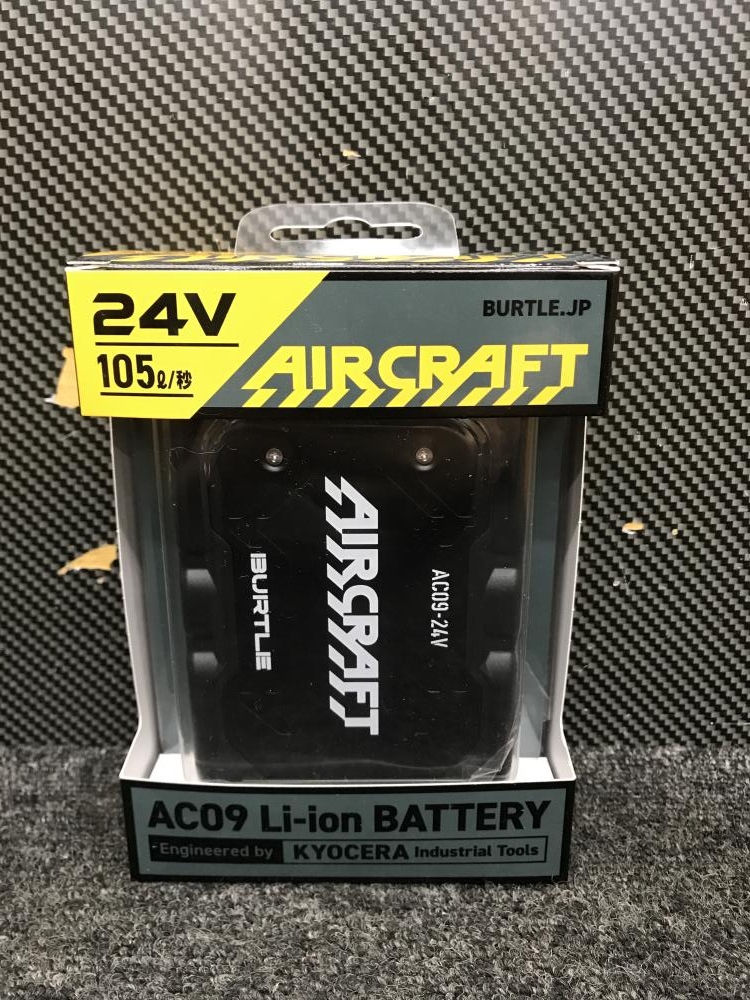 24V
105ℓ/秒
BURTLE.JP
AIRCRAFT
AC09-24V
AIRCRAFT
BURTLE
AC09 Li-ion BATTERY
Engineered by KYOCERA Industrial Tools